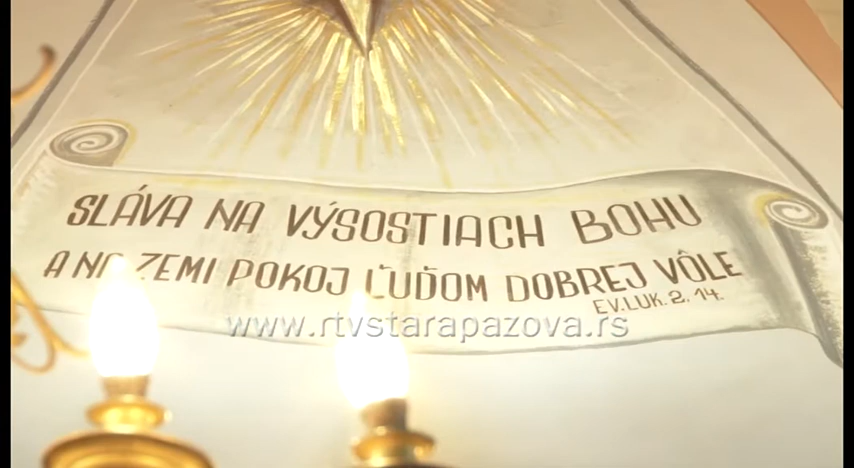 SLÁVA NA VÝSOSTIACH BOHU
A NA ZEMI POKOJ ĽUĎOM DOBREJ VÔLE
EV. LUK. 2. 14.
www.rtvstarapazova.rs